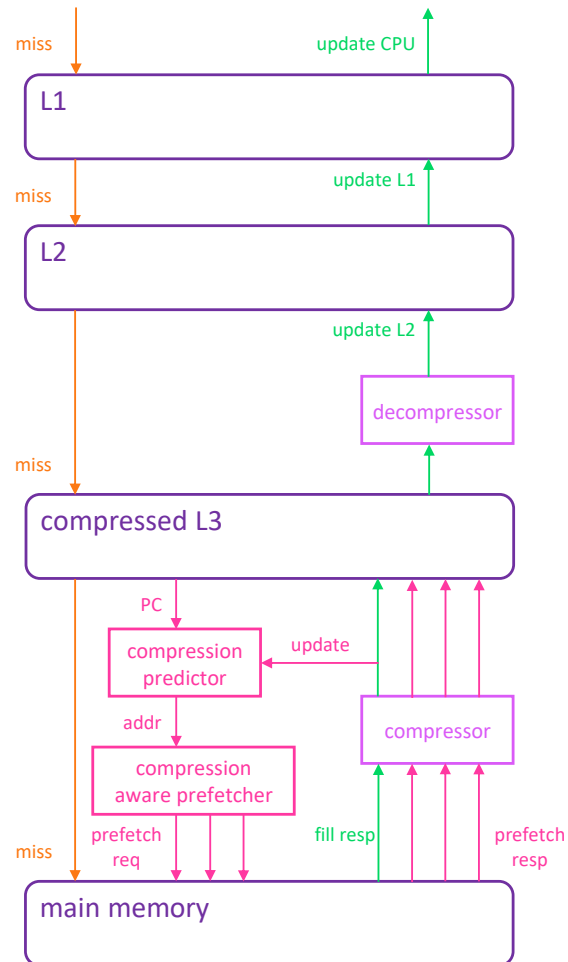 miss
update CPU
L1
miss
update L1
L2
update L2
decompressor
miss
compressed L3
PC
compression
predictor
update
addr
compressor
compression
aware prefetcher
miss
prefetch
req
fill resp
prefetch
resp
main memory